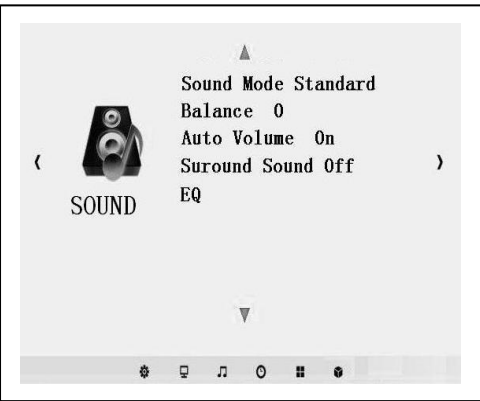 Sound Mode Standard
Balance 0
Auto Volume On
Suround Sound Off
EQ
SOUND